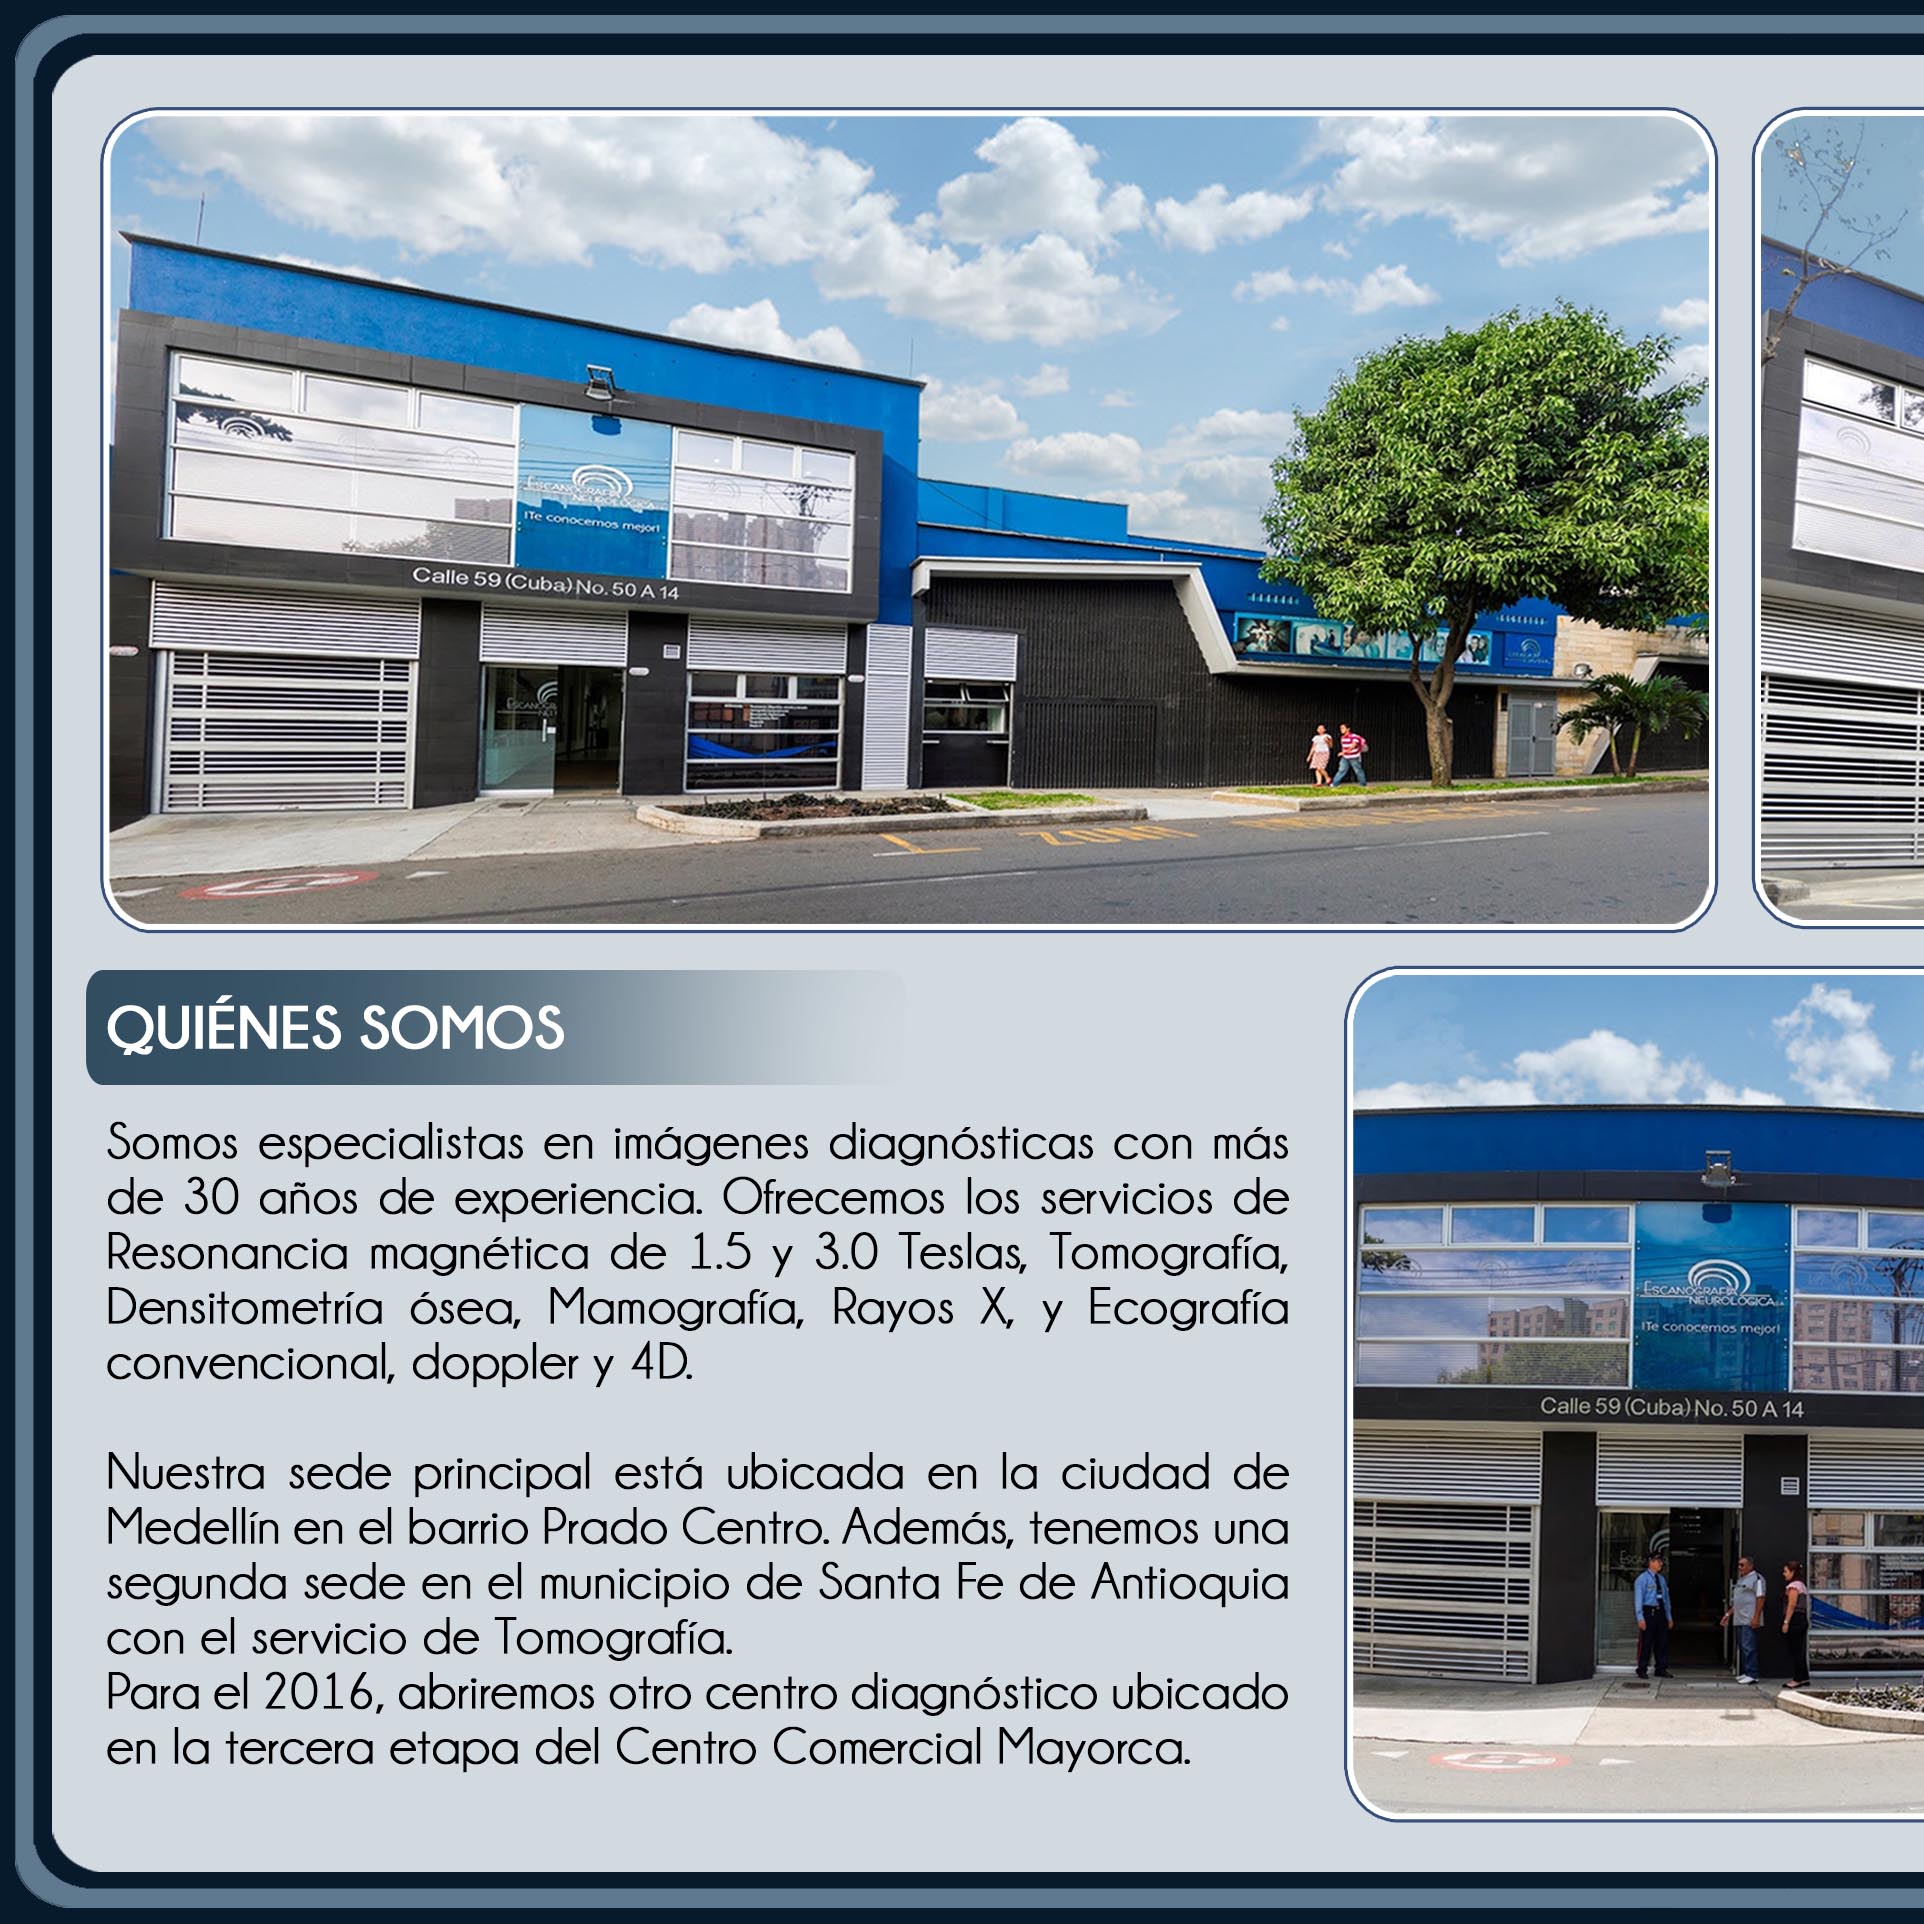 ESCANOGRAFÍA
NEUROLÓGICA
¡Te conocemos mejor!
Calle 59 (Cuba) No. 50 A 14
ZONA
QUIÉNES SOMOS
Somos especialistas en imágenes diagnósticas con más
de 30 años de experiencia. Ofrecemos los servicios de
Resonancia magnética de 1.5 y 3.0 Teslas, Tomografía,
Densitometría ósea, Mamografía, Rayos X, y Ecografía
convencional, doppler y 4D.
Nuestra sede principal está ubicada en la ciudad de
Medellín en el barrio Prado Centro. Además, tenemos una
segunda sede en el municipio de Santa Fe de Antioquia
con el servicio de Tomografía.
Para el 2016, abriremos otro centro diagnóstico ubicado
en la tercera etapa del Centro Comercial Mayorca.
ESCANOGRAFÍA
NEUROLÓGICA S.A.
¡Te conocemos mejor!
Calle 59 (Cuba) No. 50 A 14